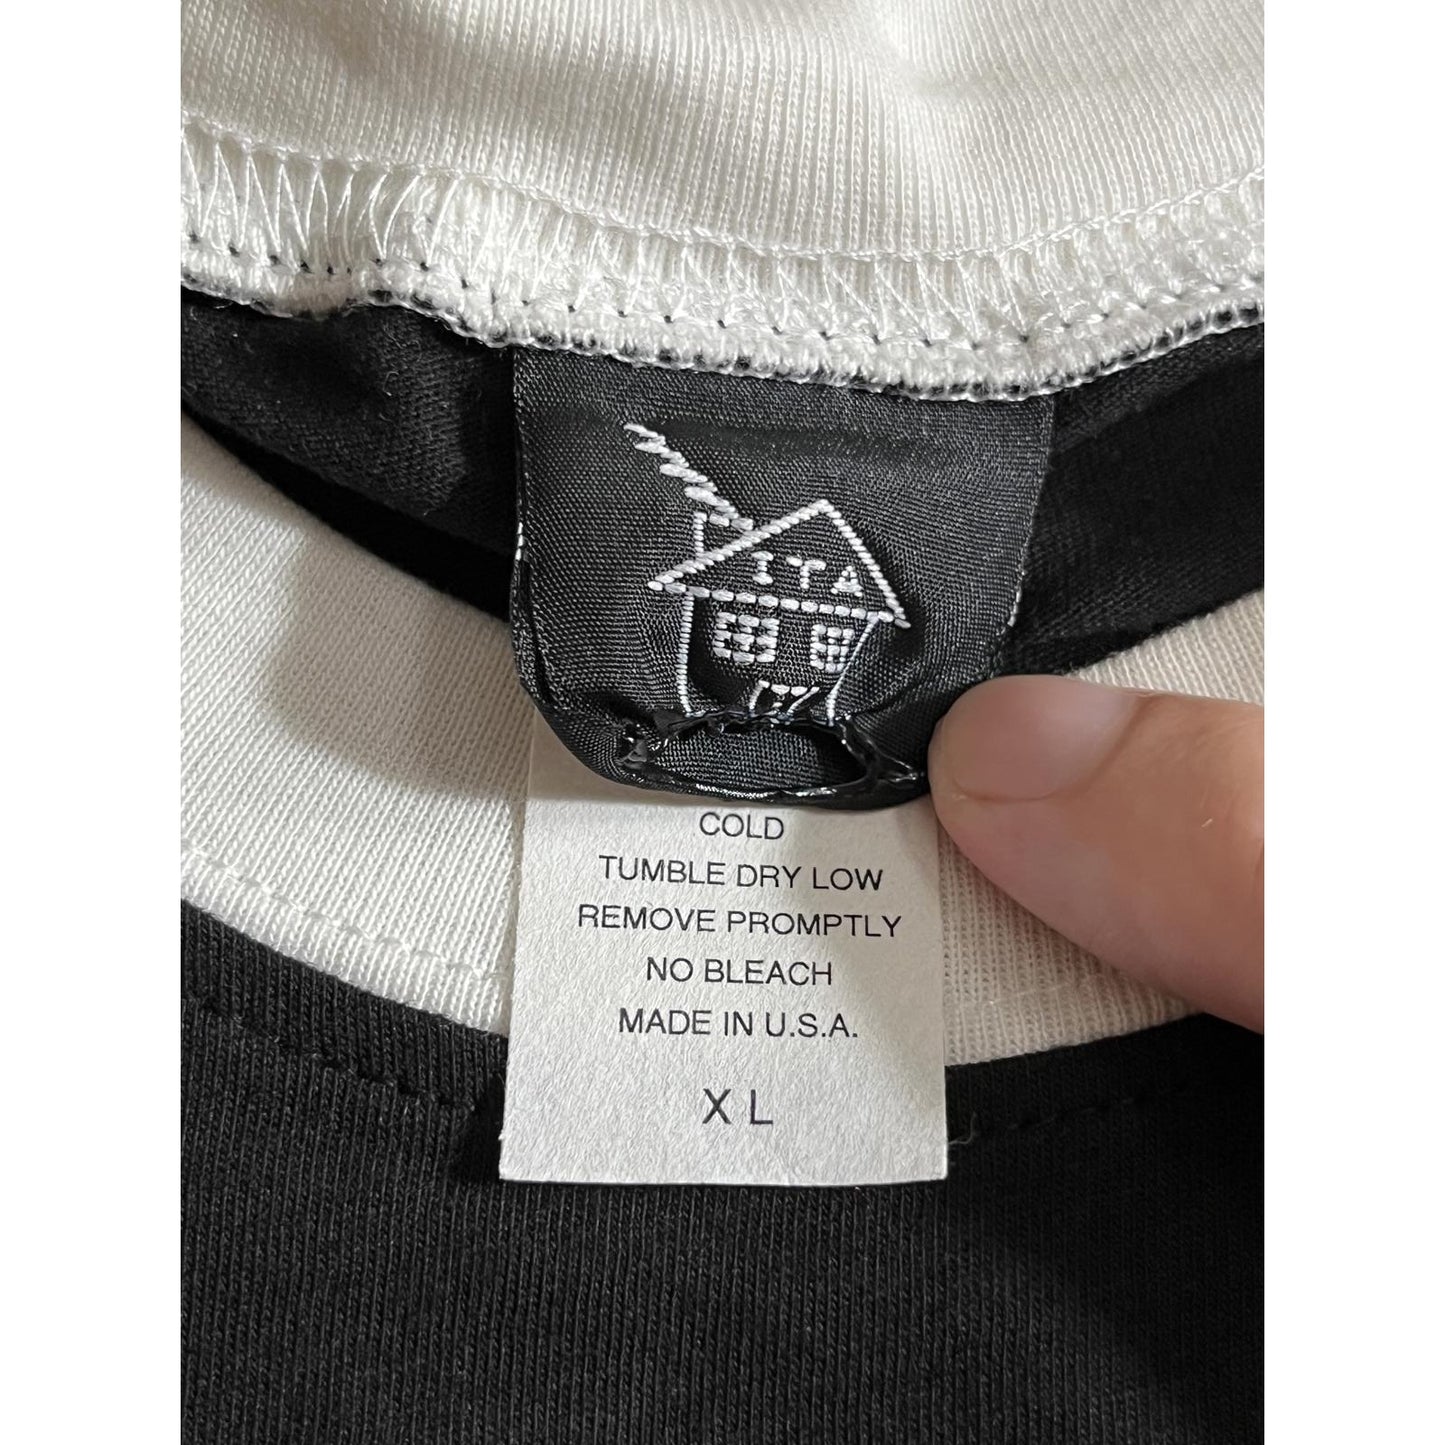 ITA
COLD
TUMBLE DRY LOW
REMOVE PROMPTLY
NO BLEACH
MADE IN U.S.A.
XL